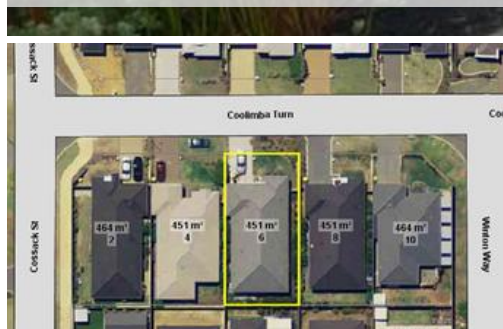 Cossack St
Coolimba Turn
Coo
464 m²
2
451 m²
4
451 m²
6
451 m²
8
464 m²
10
Cossack St
Winton Way